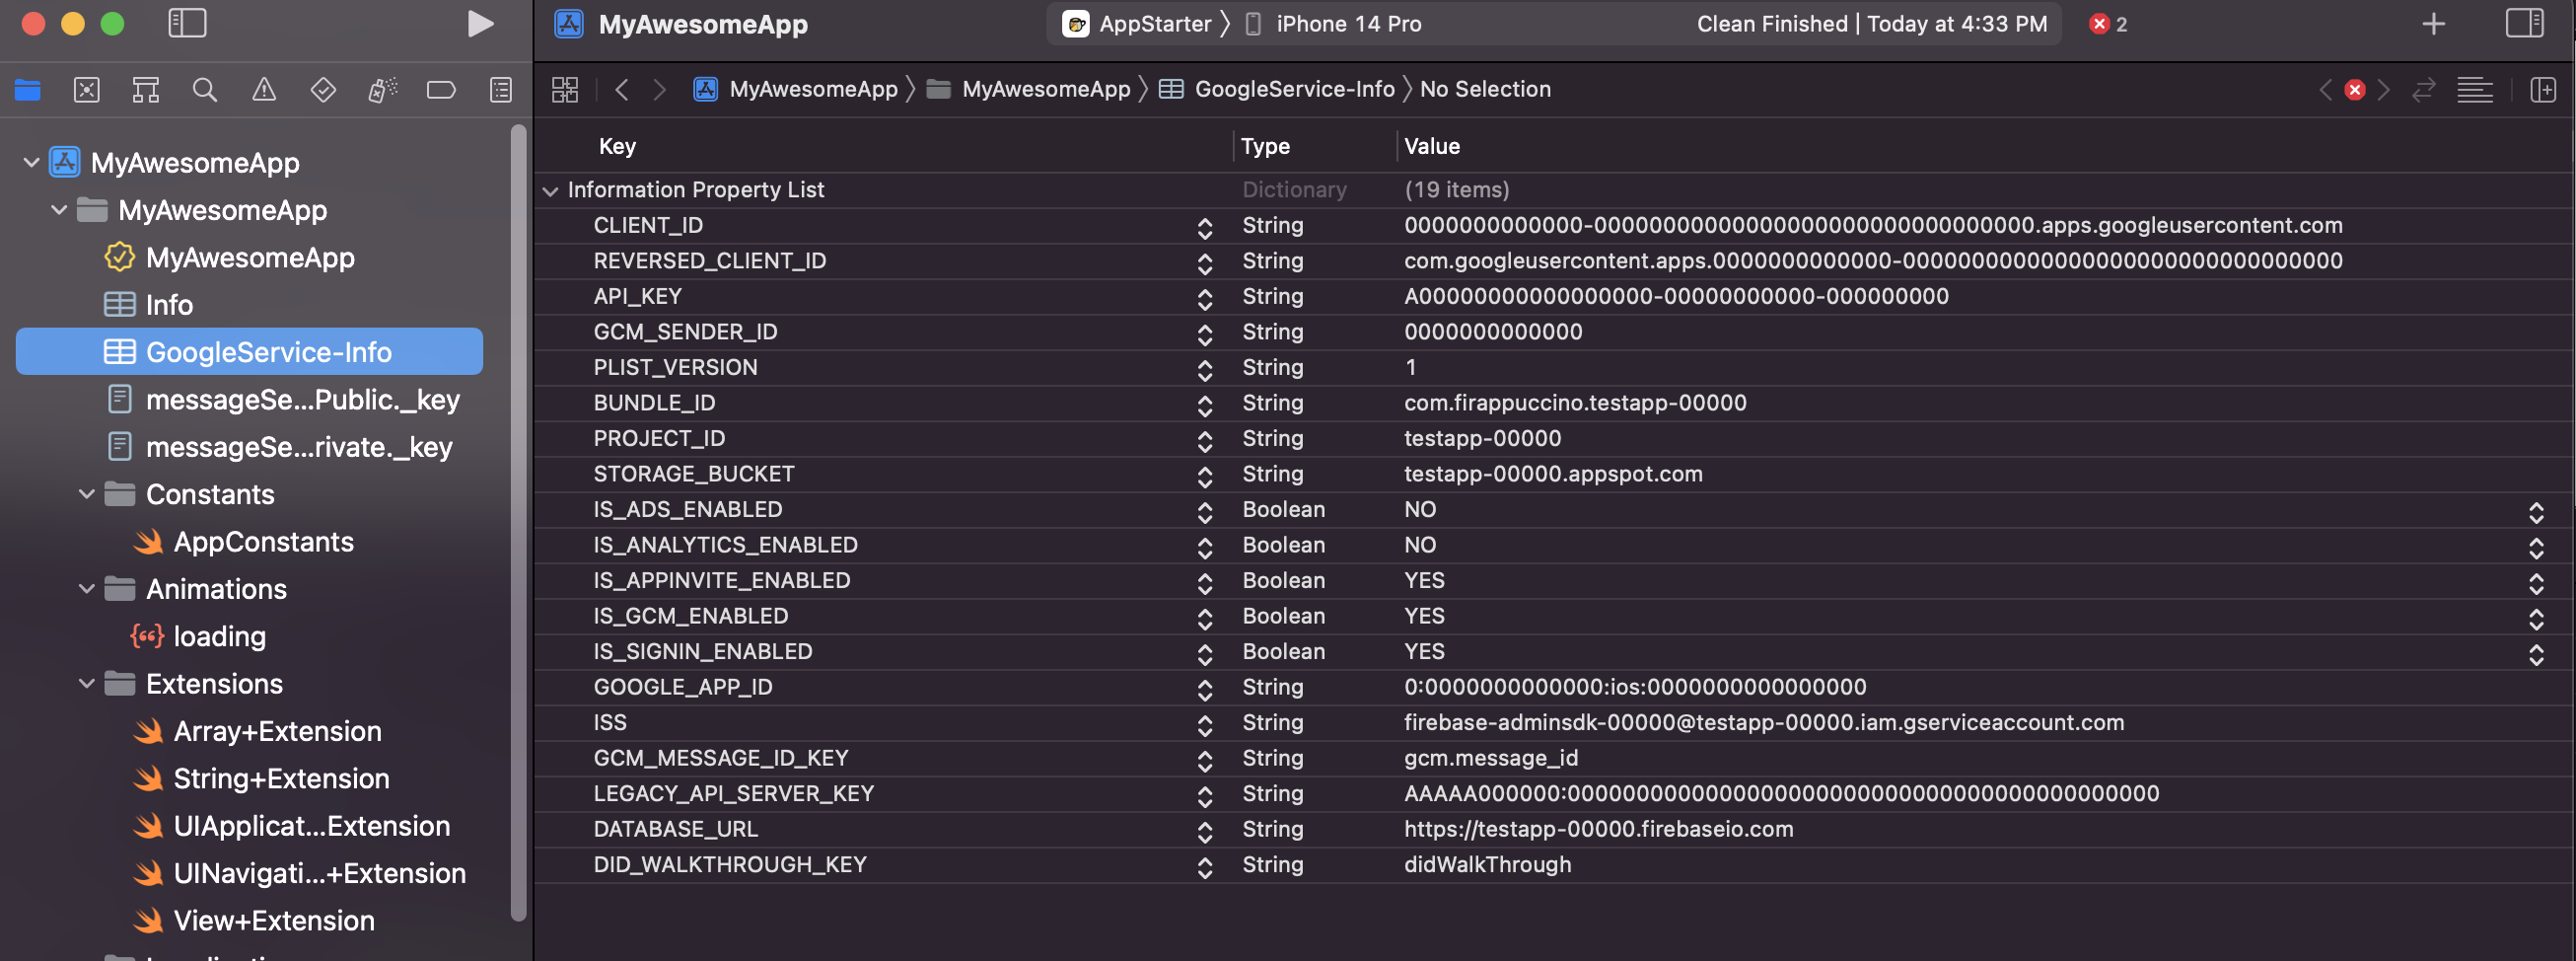 MyAwesomeApp
AppStarter
iPhone 14 Pro
Clean Finished | Today at 4:33 PM
2
MyAwesomeApp
MyAwesomeApp
GoogleService-Info
No Selection
MyAwesomeApp
MyAwesomeApp
MyAwesomeApp
Info
GoogleService-Info
messageSe...Public._key
messageSe...rivate._key
Constants
AppConstants
Animations
loading
Extensions
Array+Extension
String+Extension
UIApplicat...Extension
UINavigati...+Extension
View+Extension
Key Type Value
Information Property List Dictionary (19 items)
CLIENT_ID String 0000000000000-00000000000000000000000000000000.apps.googleusercontent.com
REVERSED_CLIENT_ID String com.googleusercontent.apps.0000000000000-00000000000000000000000000000000
API_KEY String A00000000000000000-00000000000-000000000
GCM_SENDER_ID String 0000000000000
PLIST_VERSION String 1
BUNDLE_ID String com.firappuccino.testapp-00000
PROJECT_ID String testapp-00000
STORAGE_BUCKET String testapp-00000.appspot.com
IS_ADS_ENABLED Boolean NO
IS_ANALYTICS_ENABLED Boolean NO
IS_APPINVITE_ENABLED Boolean YES
IS_GCM_ENABLED Boolean YES
IS_SIGNIN_ENABLED Boolean YES
GOOGLE_APP_ID String 0:0000000000000:ios:0000000000000000
ISS String firebase-adminsdk-00000@testapp-00000.iam.gserviceaccount.com
GCM_MESSAGE_ID_KEY String gcm.message_id
LEGACY_API_SERVER_KEY String AAAAA000000:0000000000000000000000000000000000000000000
DATABASE_URL String https://testapp-00000.firebaseio.com
DID_WALKTHROUGH_KEY String didWalkThrough